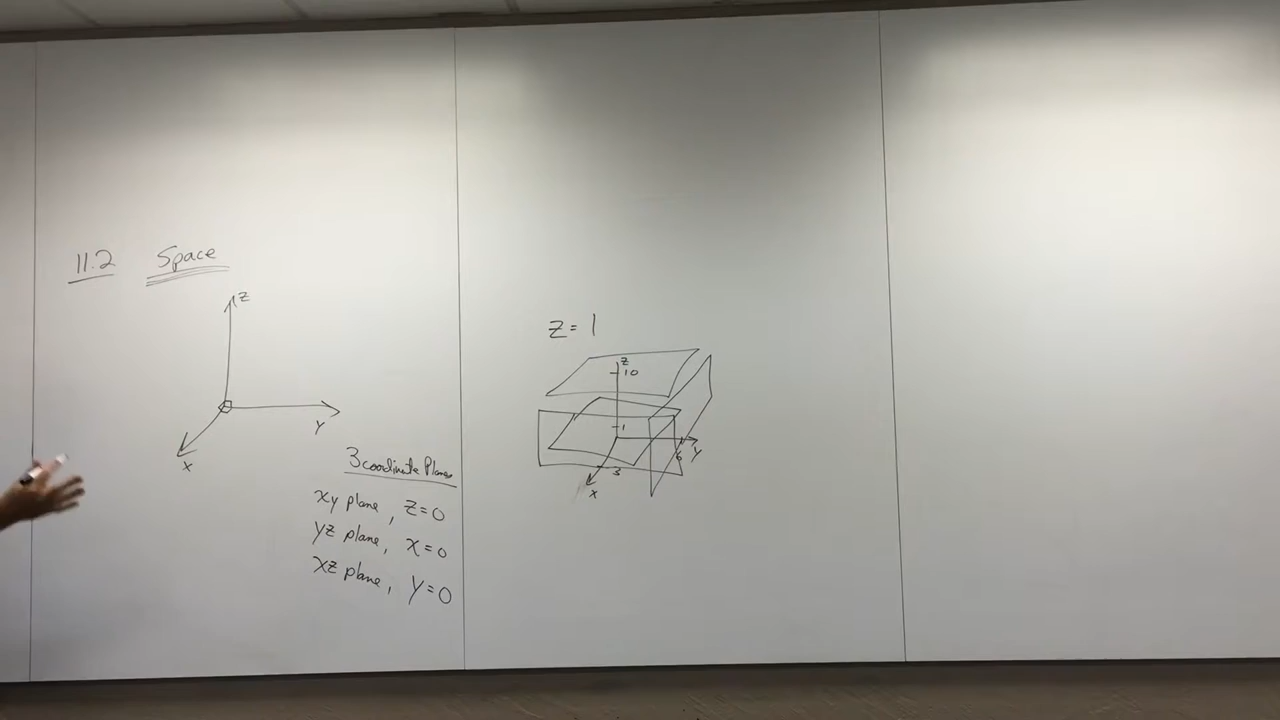 11.2 Space
Z
Y
X
3 coordinate Planes
xy plane, z=0
yz plane, x=0
xz plane, y=0
z = 1
z
10
1
6
Y
3
X